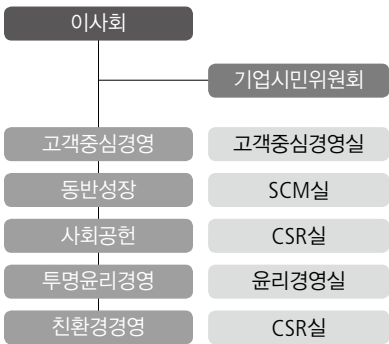 이사회
기업시민위원회
고객중심경영 고객중심경영실
동반성장 SCM실
사회공헌 CSR실
투명윤리경영 윤리경영실
친환경경영 CSR실